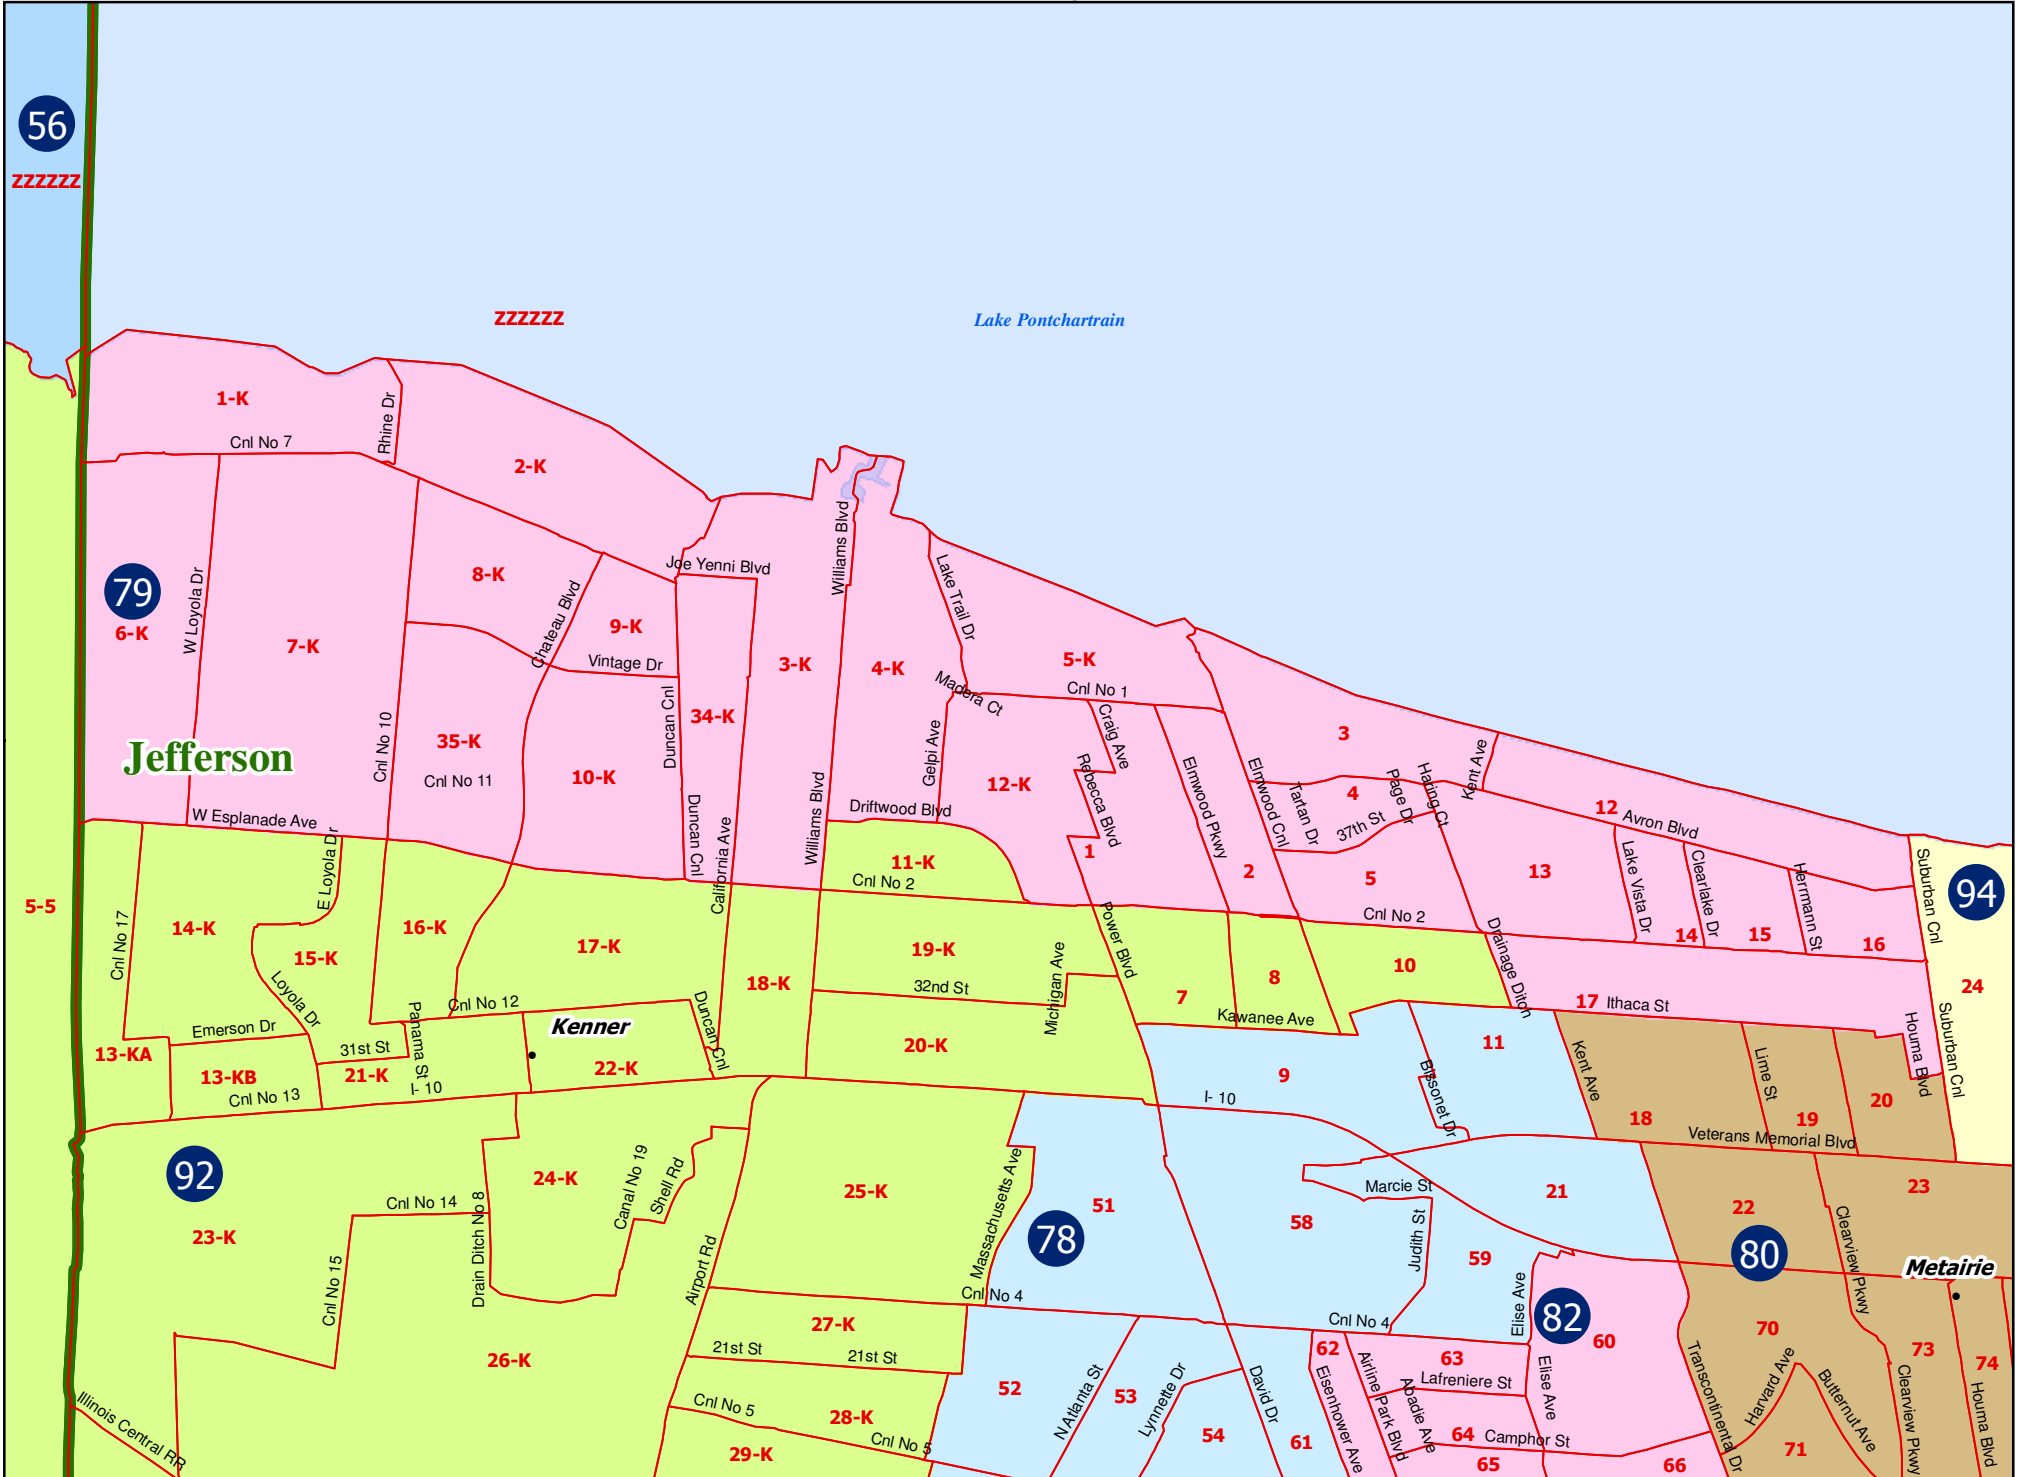 56
ZZZZZZ
ZZZZZZ
Lake Pontchartrain
1-K
Rhine Dr
Cnl No 7
2-K
Williams Blvd
79
6-K
W Loyola Dr
7-K
8-K
Chateau Blvd
Joe Yenni Blvd
9-K
Vintage Dr
3-K
4-K
Lake Trail Dr
5-K
Madera Ct
Cnl No 1
Jefferson
Cnl No 10
35-K
Cnl No 11
10-K
Duncan Cnl
34-K
Gelpi Ave
12-K
Craig Ave
Rebecca Blvd
Elmwood Pkwy
Elmwood Cnl
3
Tartan Dr
4
37th St
Page Dr
Haring Ct
Kent Ave
12
Avron Blvd
W Esplanade Ave
E Loyola Dr
Duncan Cnl
California Ave
Williams Blvd
Driftwood Blvd
11-K
Cnl No 2
1
2
5
Cnl No 2
13
Lake Vista Dr
Clearlake Dr
Hermann St
14
15
16
Suburban Cnl
94
24
5-5
Cnl No 17
14-K
15-K
Loyola Dr
16-K
17-K
18-K
19-K
32nd St
Michigan Ave
Power Blvd
7
8
10
Kawanee Ave
Drainage Ditch
17
Ithaca St
Houma Blvd
Suburban Cnl
Cnl No 12
Kenner
Emerson Dr
31st St
Panama St
Duncan Cnl
13-KA
13-KB
Cnl No 13
21-K
I- 10
22-K
20-K
9
I- 10
11
Bissonet Dr
Kent Ave
18
Lime St
19
20
Veterans Memorial Blvd
92
23-K
Cnl No 14
Cnl No 15
Drain Ditch No 8
24-K
Canal No 19
Shell Rd
Airport Rd
25-K
Massachusetts Ave
Cnl No 4
51
78
58
Marcie St
Judith St
59
21
22
80
23
Clearview Pkwy
Metairie
Elise Ave
82
60
Cnl No 4
26-K
27-K
21st St
21st St
Cnl No 5
28-K
Cnl No 5
29-K
Illinois Central RR
52
N Atlanta St
53
Lynnette Dr
54
David Dr
61
62
Eisenhower Ave
Airline Park Blvd
63
Lafreniere St
Abadie Ave
64
Camphor St
65
Elise Ave
66
Transcontinental Dr
70
Harvard Ave
71
Butternut Ave
Clearview Pkwy
73
74
Houma Blvd